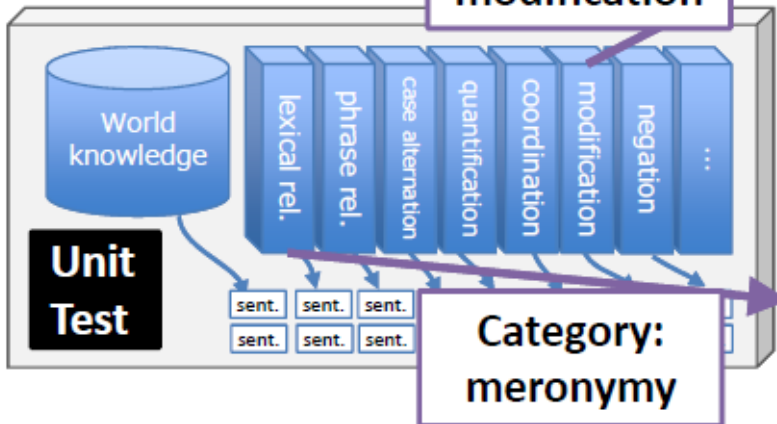 modification
World
knowledge
lexical rel.
phrase rel.
case alternation
quantification
coordination
modification
negation
...
Unit
Test
sent.
sent.
sent.
sent.
sent.
sent.
Category:
meronymy